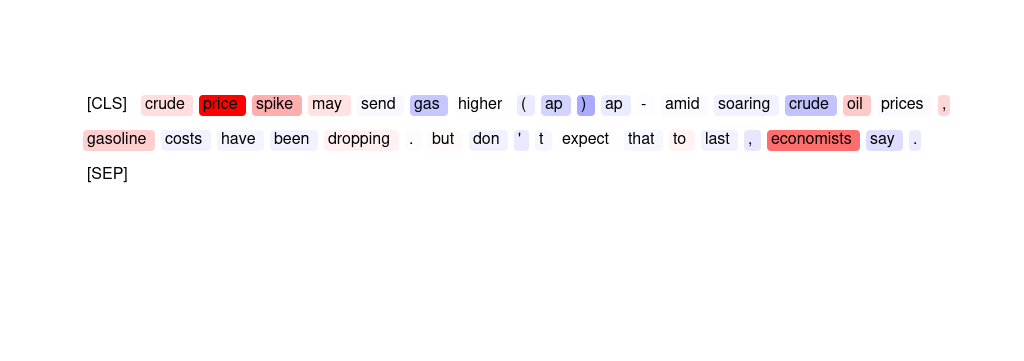 [CLS] crude price spike may send gas higher ( ap ) ap - amid soaring crude oil prices ,
gasoline costs have been dropping . but don ' t expect that to last , economists say .
[SEP]